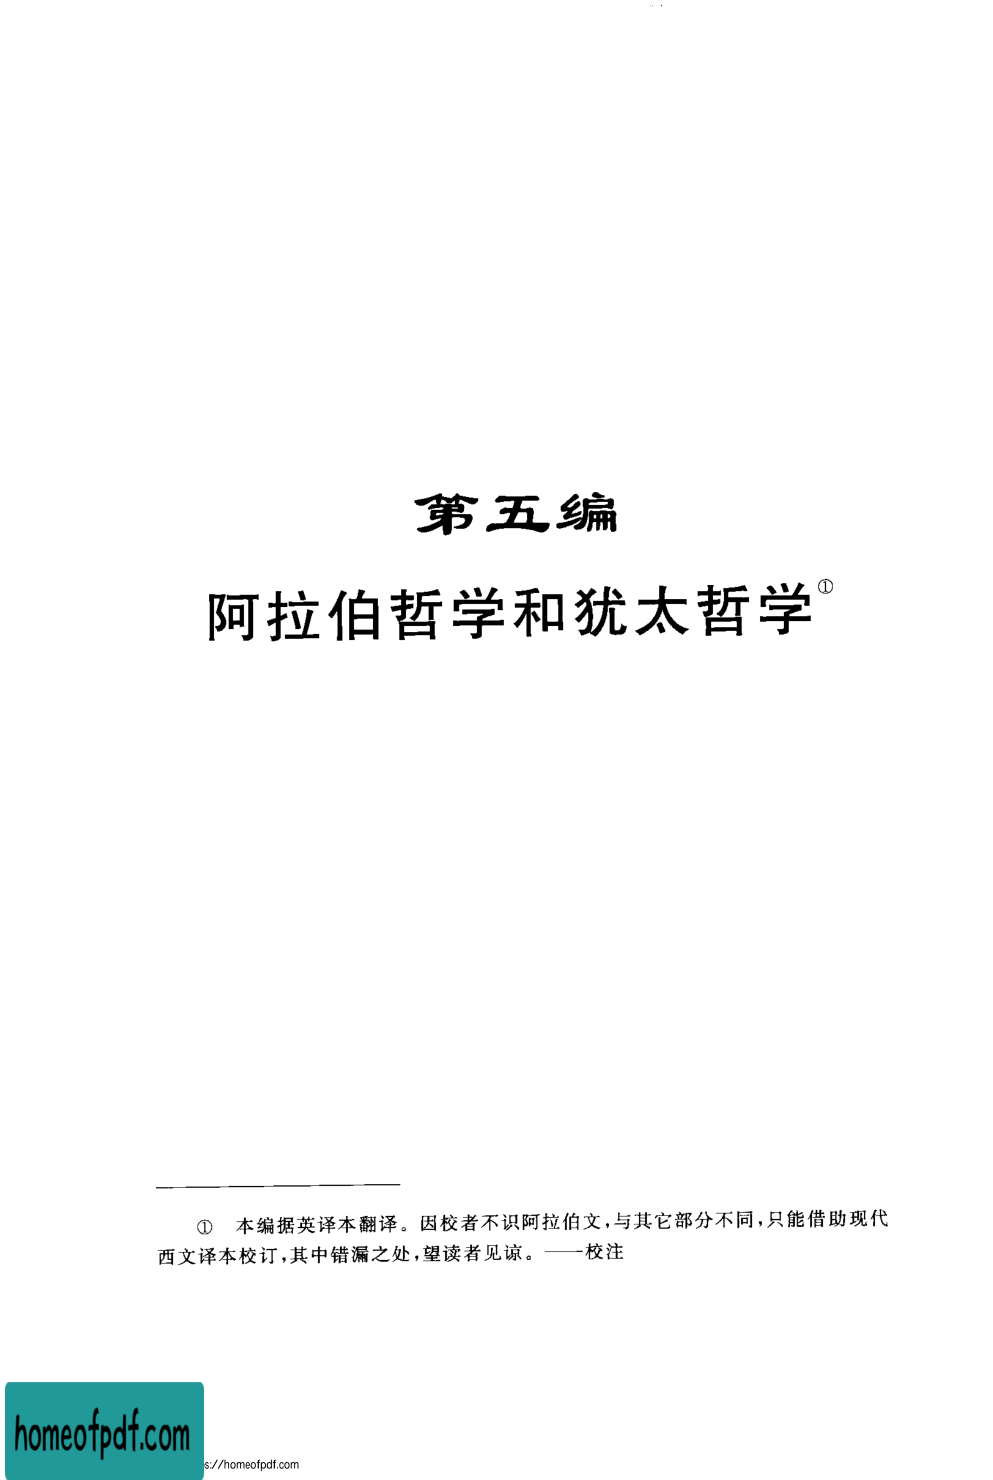 第五编
阿拉伯哲学和犹太哲学①
① 本编据英译本翻译。因校者不识阿拉伯文,与其它部分不同,只能借助现代
西文译本校订,其中错漏之处,望读者见谅。——校注
homeofpdf.com
s://homeofpdf.com